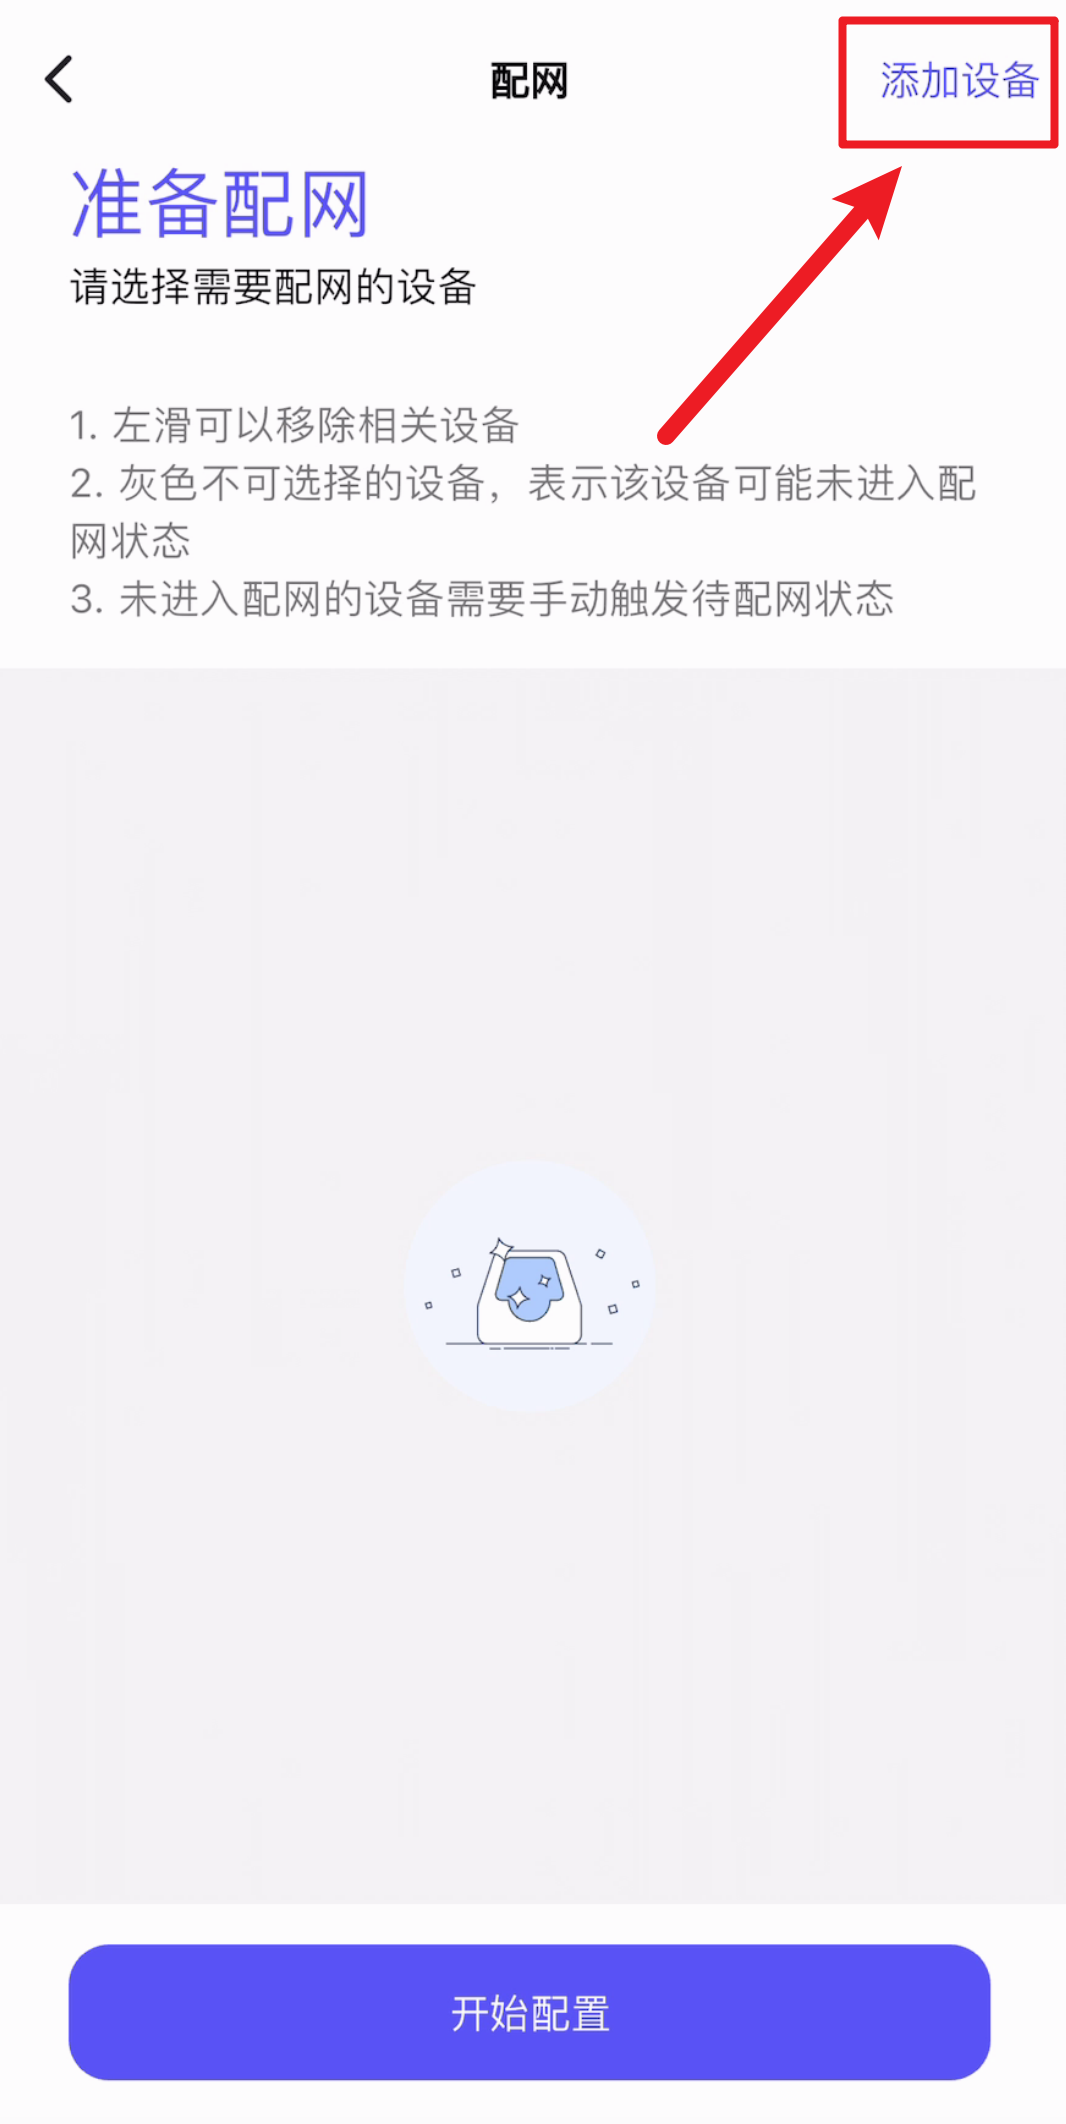 配网
添加设备
准备配网
请选择需要配网的设备
1. 左滑可以移除相关设备
2. 灰色不可选择的设备，表示该设备可能未进入配
网状态
3. 未进入配网的设备需要手动触发待配网状态
开始配置